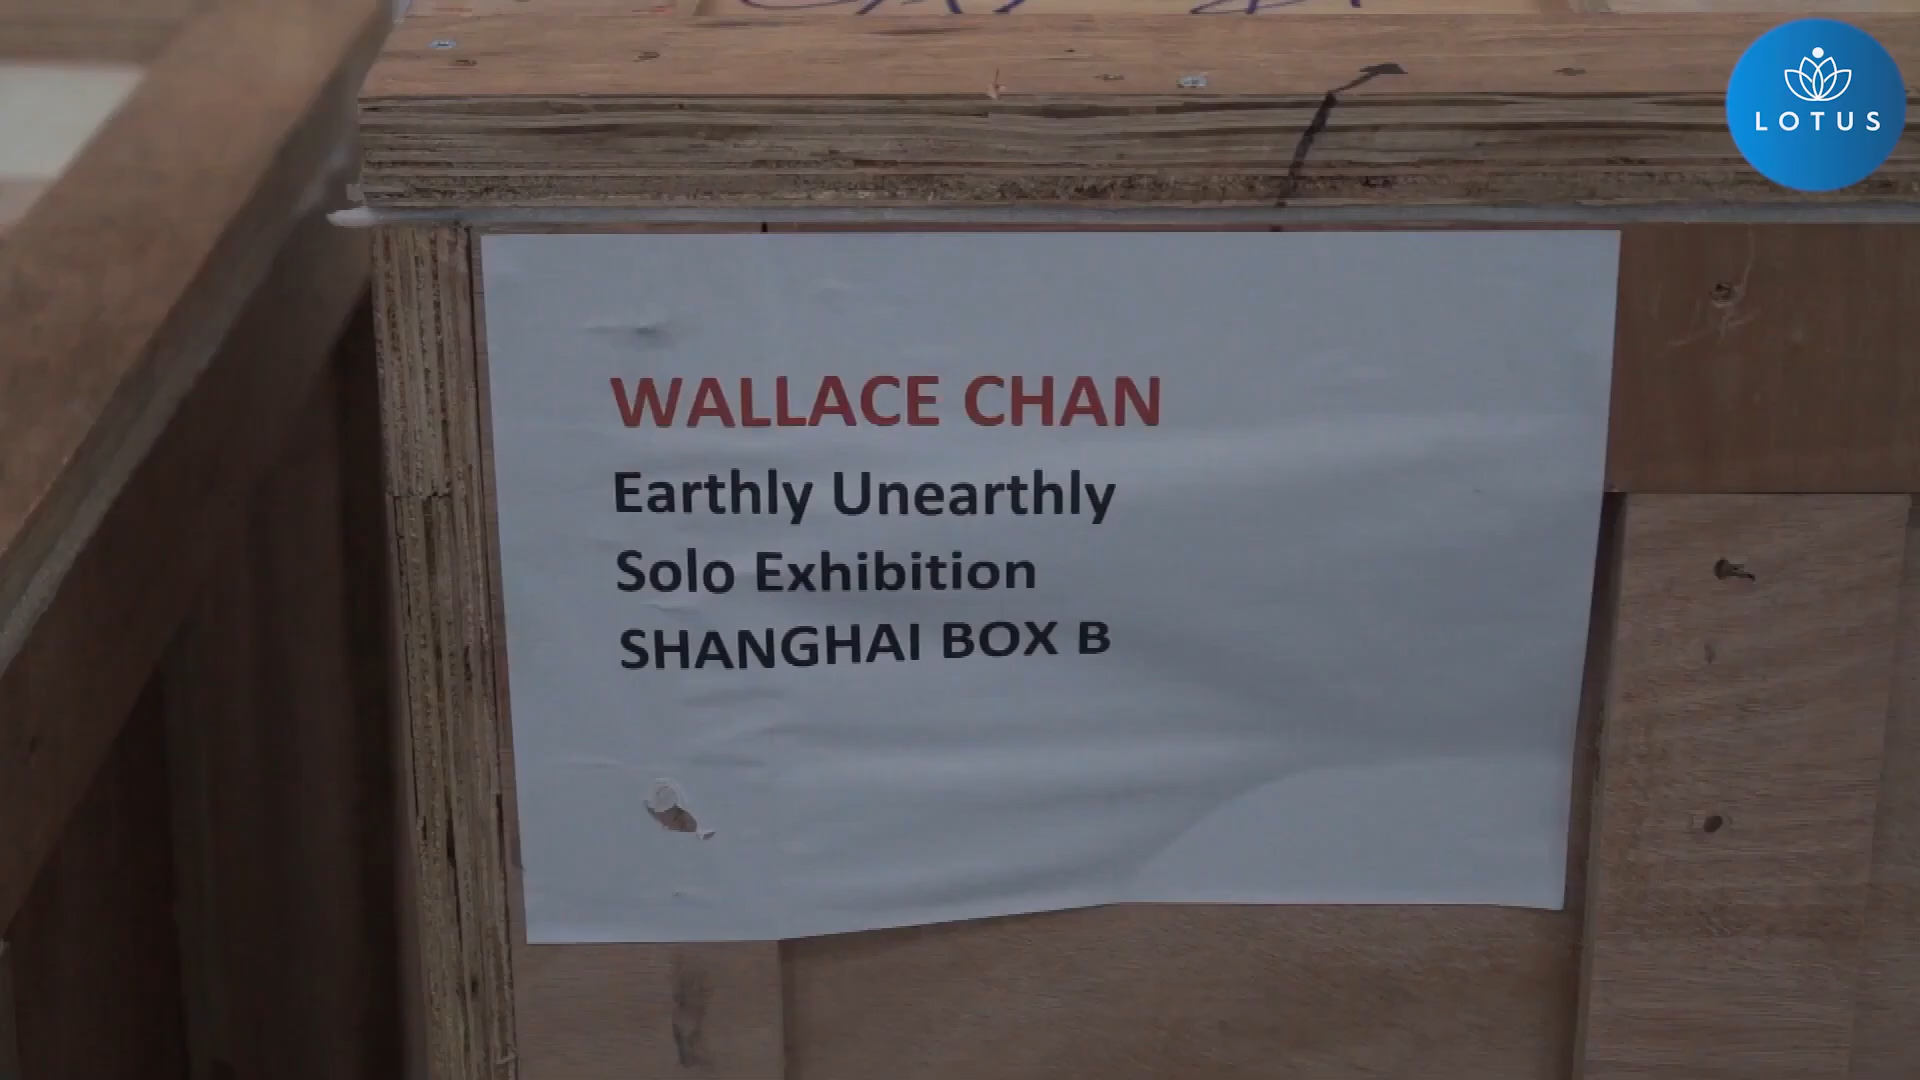 LOTUS
WALLACE CHAN
Earthly Unearthly
Solo Exhibition
SHANGHAI BOX B